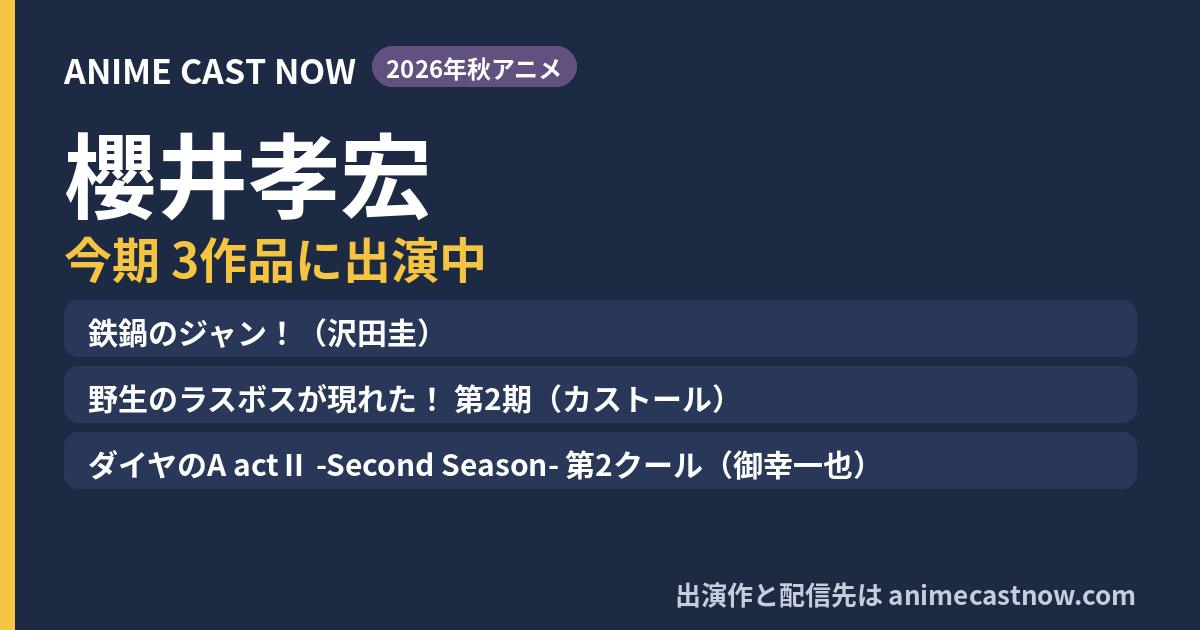 ANIME CAST NOW 2026年秋アニメ
櫻井孝宏
今期 3作品に出演中
鉄鍋のジャン！（沢田圭）
野生のラスボスが現れた！ 第2期（カストール）
ダイヤのA actⅡ -Second Season- 第2クール（御幸一也）
出演作と配信先は animecastnow.com